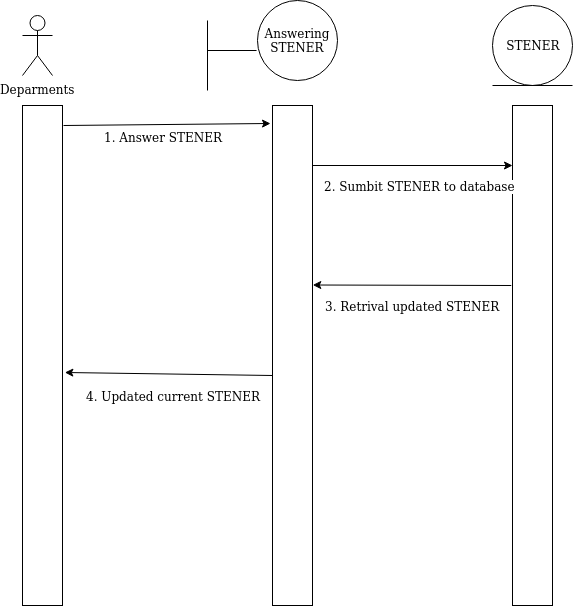 Answering
STENER
STENER
Deparments
1. Answer STENER
2. Sumbit STENER to database
3. Retrival updated STENER
4. Updated current STENER